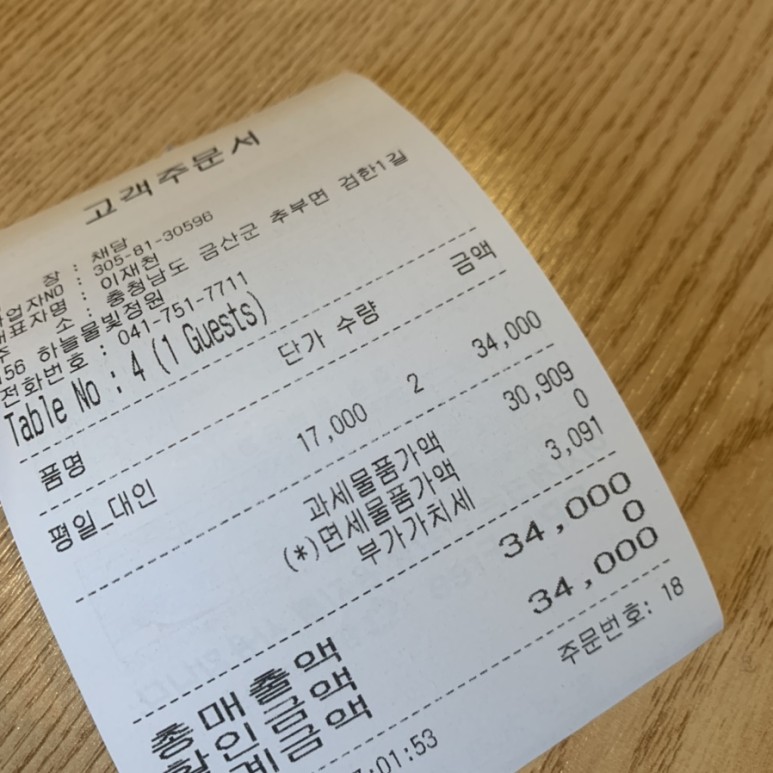 고객주문서
장 : 채담
업자NO : 305-81-30596
대표자명 : 이재천
주 소 : 충청남도 금산군 추부면 검한1길
156 하늘물빛정원
전화번호 : 041-751-7711
Table No : 4 (1 Guests)
품명 단가 수량 금액
평일_대인 17,000 2 34,000
과세물품가액 30,909
(*)면세물품가액 0
부가가치세 3,091
총매출액 34,000
할인금액 0
계금액 34,000
:01:53 주문번호: 18